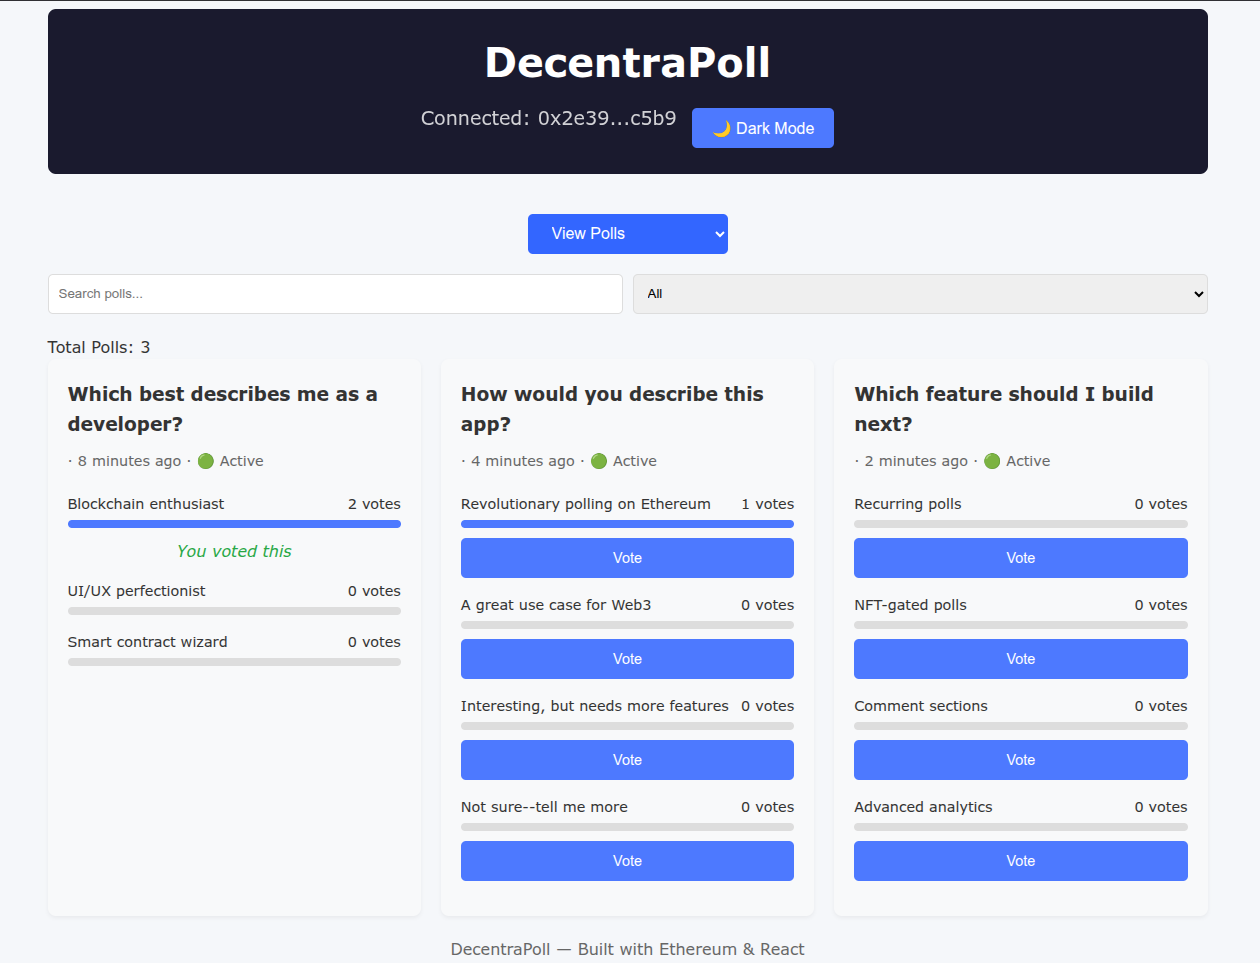 DecentraPoll
Connected: 0x2e39...c5b9
🌙 Dark Mode
View Polls
Search polls...
All
Total Polls: 3
Which best describes me as a
developer?
· 8 minutes ago · 🟢 Active
Blockchain enthusiast 2 votes
You voted this
UI/UX perfectionist 0 votes
Smart contract wizard 0 votes
How would you describe this
app?
· 4 minutes ago · 🟢 Active
Revolutionary polling on Ethereum 1 votes
Vote
A great use case for Web3 0 votes
Vote
Interesting, but needs more features 0 votes
Vote
Not sure--tell me more 0 votes
Vote
Which feature should I build
next?
· 2 minutes ago · 🟢 Active
Recurring polls 0 votes
Vote
NFT-gated polls 0 votes
Vote
Comment sections 0 votes
Vote
Advanced analytics 0 votes
Vote
DecentraPoll — Built with Ethereum & React